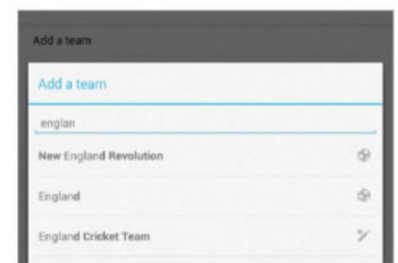 Add a team
Add a team
englan
New England Revolution
England
England Cricket Team